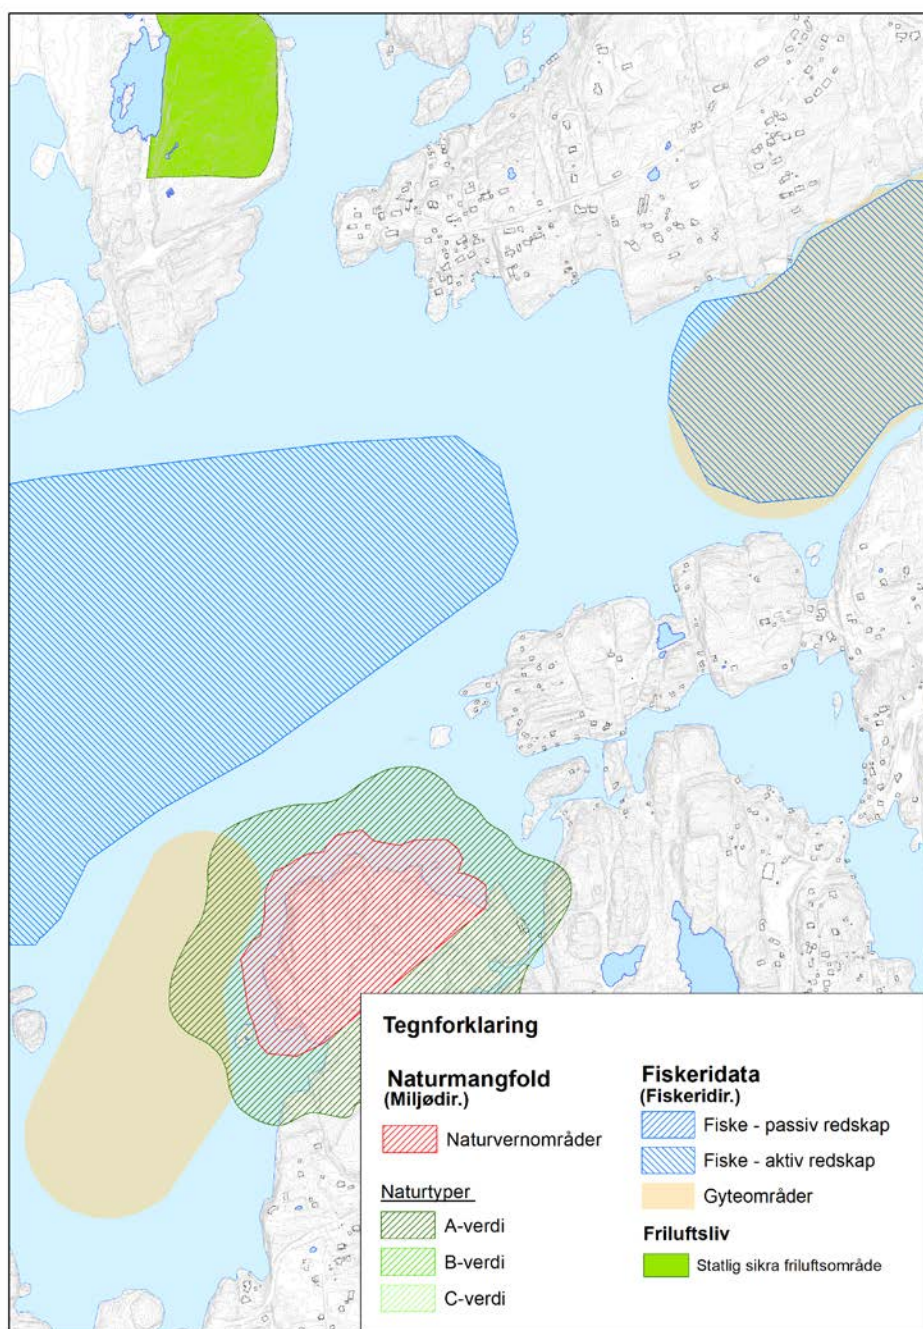 Tegnforklaring
Naturmangfold
(Miljødir.)
Naturvernområder
Naturtyper
A-verdi
B-verdi
C-verdi
Fiskeridata
(Fiskeridir.)
Fiske - passiv redskap
Fiske - aktiv redskap
Gyteområder
Friluftsliv
Statlig sikra friluftsområde